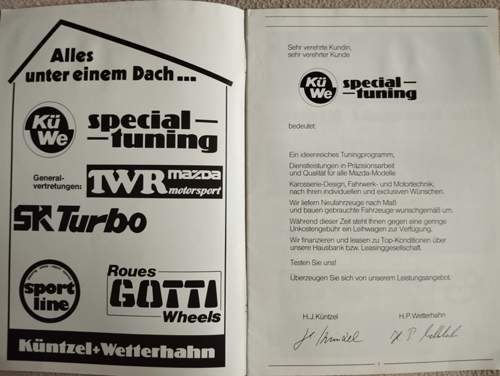 Alles
unter einem Dach...
Kü
We
special-
-tuning
General-
vertretungen:
TWR mazda
motorsport
SK Turbo
sport
line
Roues
GOTTI
Wheels
Küntzel+Wetterhahn
Sehr verehrte Kundin,
sehr verehrter Kunde
Kü
We
special-
-tuning
bedeutet:
Ein ideenreiches Tuningprogramm,
Dienstleistungen in Präzisionsarbeit
und Qualität für alle Mazda-Modelle
Karosserie-Design, Fahrwerk- und Motortechnik,
nach Ihren individuellen und exclusiven Wünschen.
Wir liefern Neufahrzeuge nach Maß
und bauen gebrauchte Fahrzeuge wunschgemäß um.
Während dieser Zeit steht Ihnen gegen eine geringe
Unkostengebühr ein Leihwagen zur Verfügung.
Wir finanzieren und leasen zu Top-Konditionen über
unsere Hausbank bzw. Leasinggesellschaft.
Testen Sie uns!
Überzeugen Sie sich von unserem Leistungsangebot.
H.J. Küntzel
H.P. Wetterhahn